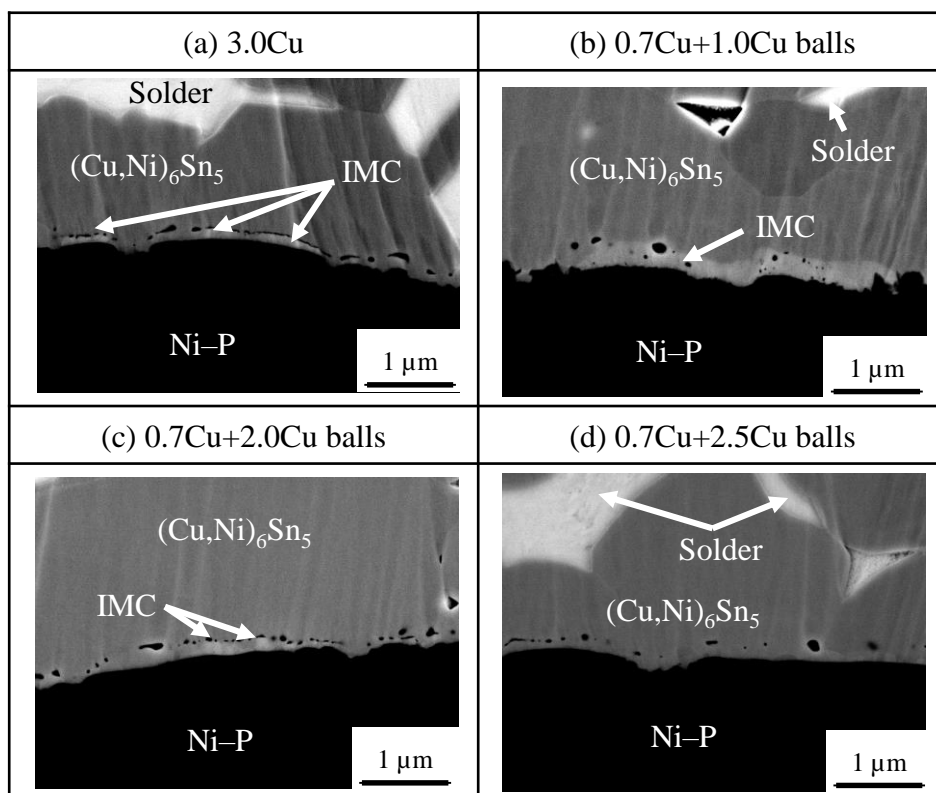 (a) 3.0Cu
(b) 0.7Cu+1.0Cu balls
Solder
(Cu,Ni)₆Sn₅
IMC
Ni–P
1 µm
Solder
(Cu,Ni)₆Sn₅
IMC
Ni–P
1 µm
(c) 0.7Cu+2.0Cu balls
(d) 0.7Cu+2.5Cu balls
(Cu,Ni)₆Sn₅
IMC
Ni–P
1 µm
Solder
(Cu,Ni)₆Sn₅
Ni–P
1 µm